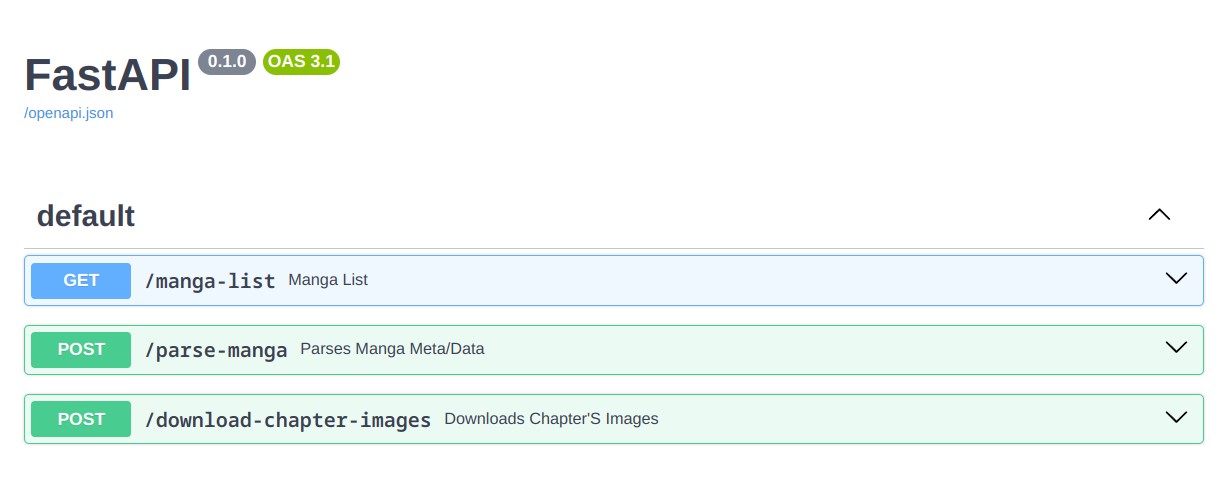 FastAPI 0.1.0 OAS 3.1
/openapi.json
default
GET /manga-list Manga List
POST /parse-manga Parses Manga Meta/Data
POST /download-chapter-images Downloads Chapter'S Images